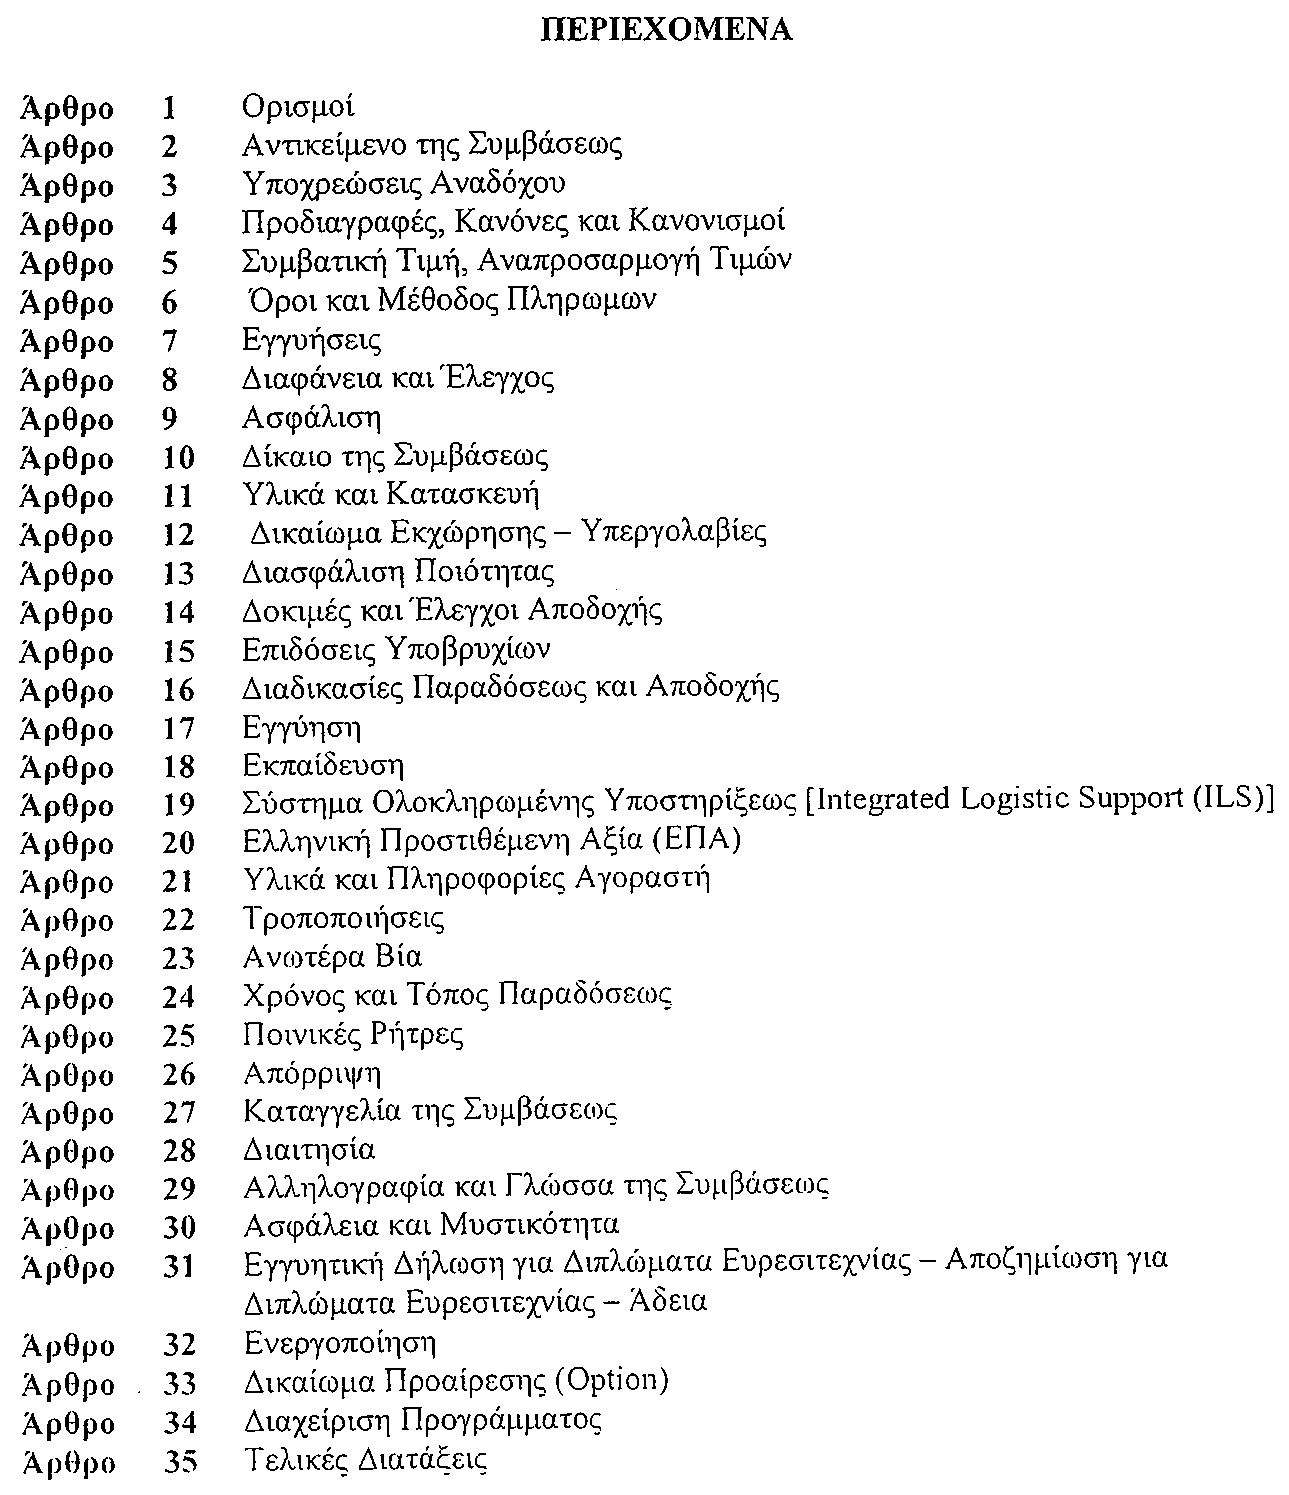 ΠΕΡΙΕΧΟΜΕΝΑ
Άρθρο 1 Ορισμοί
Άρθρο 2 Αντικείμενο της Συμβάσεως
Άρθρο 3 Υποχρεώσεις Αναδόχου
Άρθρο 4 Προδιαγραφές, Κανόνες και Κανονισμοί
Άρθρο 5 Συμβατική Τιμή, Αναπροσαρμογή Τιμών
Άρθρο 6 Όροι και Μέθοδος Πληρωμων
Άρθρο 7 Εγγυήσεις
Άρθρο 8 Διαφάνεια και Έλεγχος
Άρθρο 9 Ασφάλιση
Άρθρο 10 Δίκαιο της Συμβάσεως
Άρθρο 11 Υλικά και Κατασκευή
Άρθρο 12 Δικαίωμα Εκχώρησης – Υπεργολαβίες
Άρθρο 13 Διασφάλιση Ποιότητας
Άρθρο 14 Δοκιμές και Έλεγχοι Αποδοχής
Άρθρο 15 Επιδόσεις Υποβρυχίων
Άρθρο 16 Διαδικασίες Παραδόσεως και Αποδοχής
Άρθρο 17 Εγγύηση
Άρθρο 18 Εκπαίδευση
Άρθρο 19 Σύστημα Ολοκληρωμένης Υποστηρίξεως [Integrated Logistic Support (ILS)]
Άρθρο 20 Ελληνική Προστιθέμενη Αξία (ΕΠΑ)
Άρθρο 21 Υλικά και Πληροφορίες Αγοραστή
Άρθρο 22 Τροποποιήσεις
Άρθρο 23 Ανωτέρα Βία
Άρθρο 24 Χρόνος και Τόπος Παραδόσεως
Άρθρο 25 Ποινικές Ρήτρες
Άρθρο 26 Απόρριψη
Άρθρο 27 Καταγγελία της Συμβάσεως
Άρθρο 28 Διαιτησία
Άρθρο 29 Αλληλογραφία και Γλώσσα της Συμβάσεως
Άρθρο 30 Ασφάλεια και Μυστικότητα
Άρθρο 31 Εγγυητική Δήλωση για Διπλώματα Ευρεσιτεχνίας – Αποζημίωση για
Διπλώματα Ευρεσιτεχνίας – Άδεια
Άρθρο 32 Ενεργοποίηση
Άρθρο 33 Δικαίωμα Προαίρεσης (Option)
Άρθρο 34 Διαχείριση Προγράμματος
Άρθρο 35 Τελικές Διατάξεις